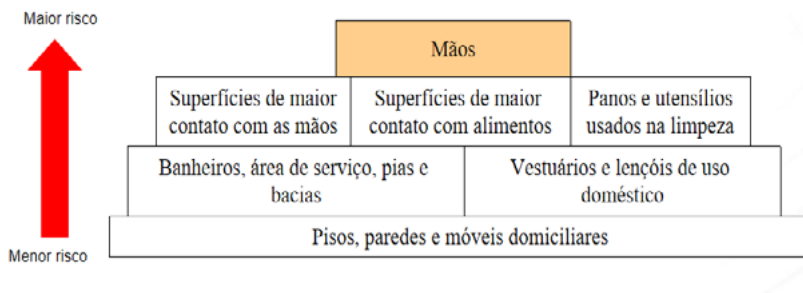 Maior risco
Mãos
Superfícies de maior
contato com as mãos
Superfícies de maior
contato com alimentos
Panos e utensílios
usados na limpeza
Banheiros, área de serviço, pias e
bacias
Vestuários e lençóis de uso
doméstico
Pisos, paredes e móveis domiciliares
Menor risco